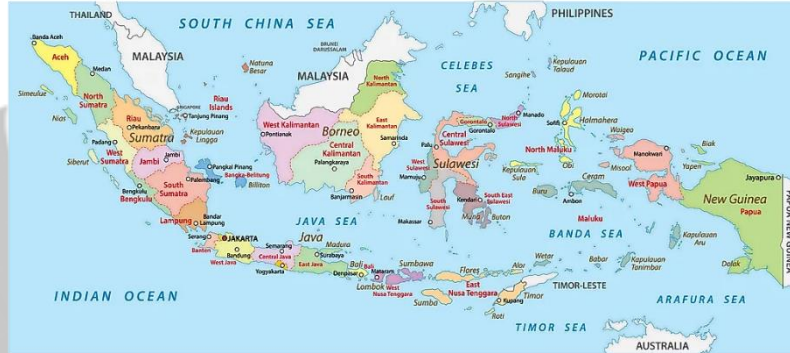 THAILAND
SOUTH CHINA SEA
PHILIPPINES
Banda Aceh
Aceh
MALAYSIA
BRUNEI
DARUSSALAM
PACIFIC OCEAN
CELEBES
SEA
Kepulauan
Talaud
Sangihe
Medan
Natuna
Besar
MALAYSIA
North
Kalimantan
Simeulue
North
Sumatra
Riau
Islands
SINGAPORE
Tanjung Pinang
Morotai
Manado
North
Sulawesi
Gorontalo
Gorontalo
Sofifi
Halmahera
Nias
Riau
Pekanbaru
Sumatra
Kepulauan
Lingga
West Kalimantan
Pontianak
Borneo
East
Kalimantan
Samarinda
Central
Sulawesi
Palu
North Maluku
Waigeo
Manokwari
Biak
Padang
West
Sumatra
Siberut
Jambi
Jambi
Pangkal Pinang
Bangka-Belitung
Billiton
Central
Kalimantan
Palangkaraya
West
Sulawesi
Mamuju
Sulawesi
Kepulauan
Sula
Obi
Misool
Yapen
West Papua
Jayapura
Palembang
South
Sumatra
Bengkulu
Bengkulu
South
Kalimantan
Banjarmasin
Laut
South
Sulawesi
Kendari
South East
Sulawesi
Muna
Butan
Buru
Ceram
Ambon
New Guinea
Papua
PAPUA NEW GUINEA
Lampung
Bandar
Lampung
JAVA SEA
Makassar
Maluku
BANDA SEA
Kepulauan
Aru
Serang
Banten
JAKARTA
Bandung
West Java
Semarang
Central Java
Yogyakarta
Java
Madura
Surabaya
East Java
Bali
Bali
Denpasar
Mataram
Lombok
West
Nusa Tenggara
Sumbawa
Flores
Alor
Wetar
Babar
Kepulauan
Tanimbar
Dolak
East
Nusa Tenggara
Sumba
Kupang
Timor
Roti
TIMOR-LESTE
INDIAN OCEAN
ARAFURA SEA
TIMOR SEA
AUSTRALIA